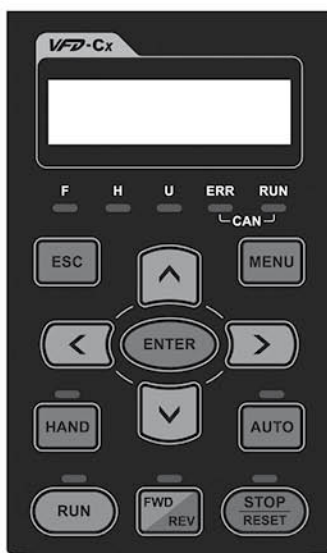 VFD-Cx
F H U ERR RUN
CAN
ESC MENU
ENTER
HAND AUTO
RUN FWD REV STOP RESET